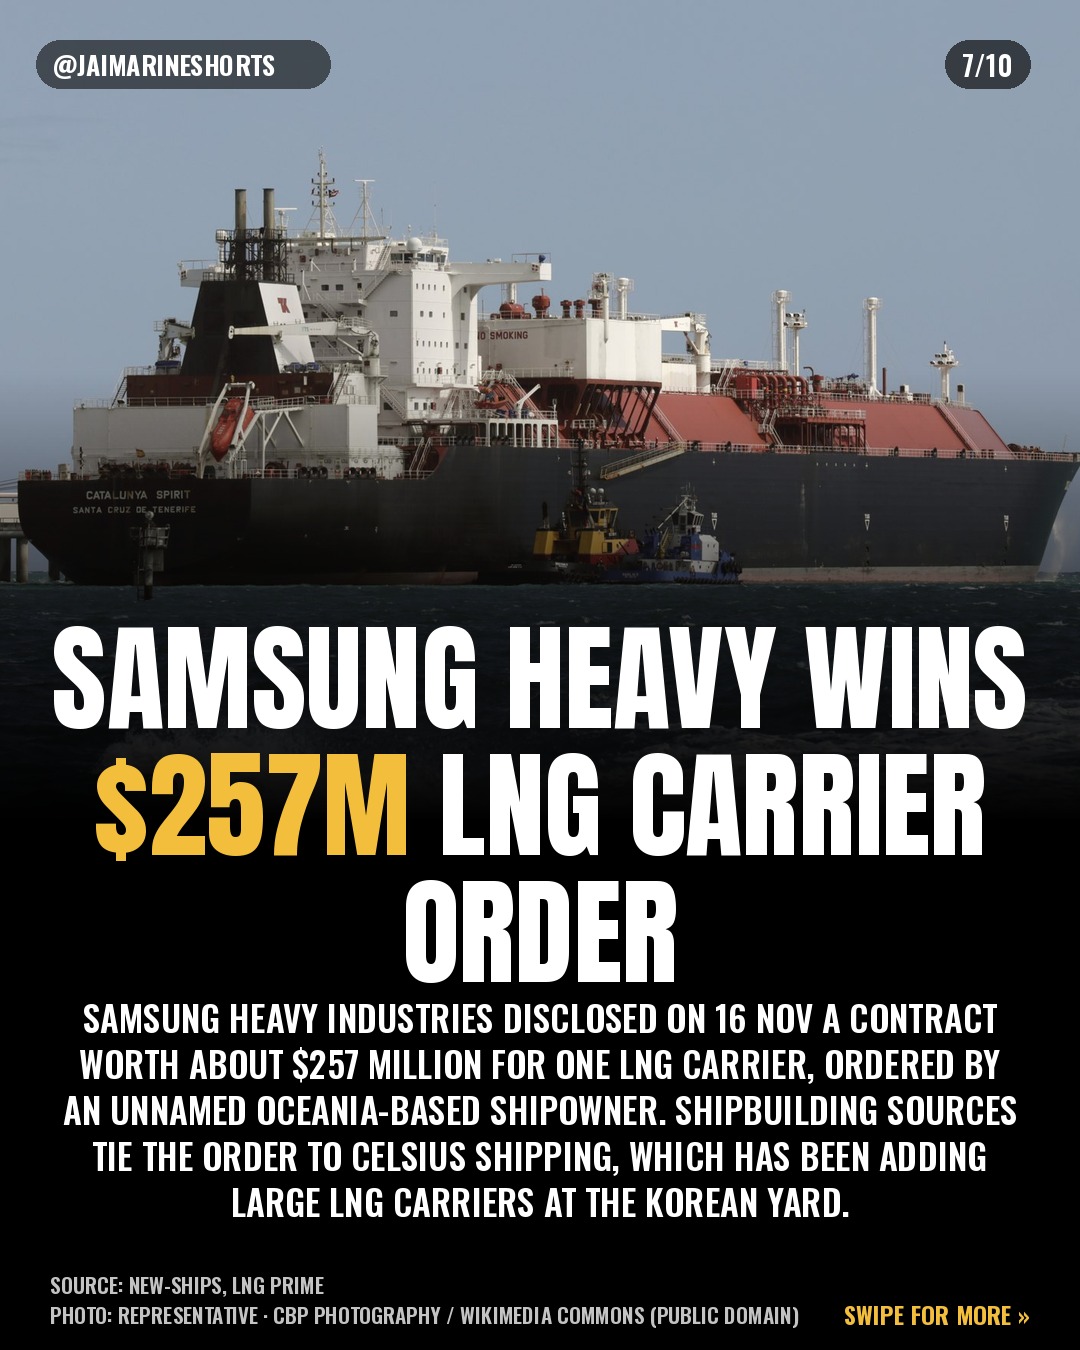 @JAIMARINESHORTS
7/10
NO SMOKING
CATALUNYA SPIRIT
SANTA CRUZ DE TENERIFE
SAMSUNG HEAVY WINS
$257M LNG CARRIER
ORDER
SAMSUNG HEAVY INDUSTRIES DISCLOSED ON 16 NOV A CONTRACT
WORTH ABOUT $257 MILLION FOR ONE LNG CARRIER, ORDERED BY
AN UNNAMED OCEANIA-BASED SHIPOWNER. SHIPBUILDING SOURCES
TIE THE ORDER TO CELSIUS SHIPPING, WHICH HAS BEEN ADDING
LARGE LNG CARRIERS AT THE KOREAN YARD.
SOURCE: NEW-SHIPS, LNG PRIME
PHOTO: REPRESENTATIVE · CBP PHOTOGRAPHY / WIKIMEDIA COMMONS (PUBLIC DOMAIN)
SWIPE FOR MORE »